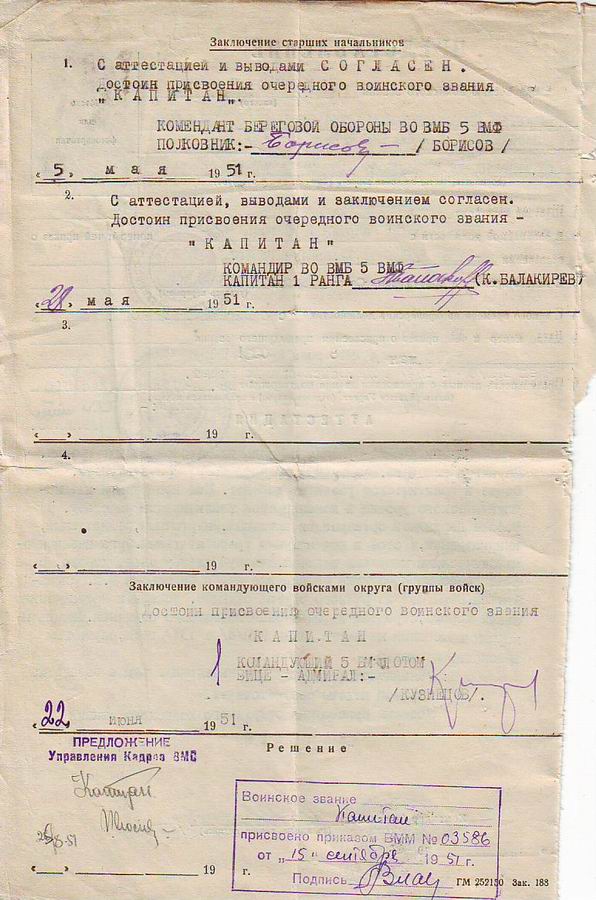 Заключение старших начальников
1. С аттестацией и выводами СОГЛАСЕН.
Достоин присвоения очередного воинского звания
"КАПИТАН".
КОМЕНДАНТ БЕРЕГОВОЙ ОБОРОНЫ ВО ВМБ 5 ВМФ
ПОЛКОВНИК:- Борисов /БОРИСОВ/
« 5 » мая 1951 г.
2. С аттестацией, выводами и заключением согласен.
Достоин присвоения очередного воинского звания -
"КАПИТАН"
КОМАНДИР ВО ВМБ 5 ВМФ
КАПИТАН 1 РАНГА (К.БАЛАКИРЕВ)
« 28 » мая 1951 г.
3.
« » 19 г.
4.
« » 19 г.
Заключение командующего войсками округа (группы войск)
Достоин присвоения очередного воинского звания
КАПИТАН
КОМАНДУЮЩИЙ 5 ВМФЛОТОМ
ВИЦЕ - АДМИРАЛ:-
/КУЗНЕЦОВ/.
« 22 » июня 1951 г.
ПРЕДЛОЖЕНИЕ
Управления Кадров ВМС
Решение
Капитан
Воинское звание
Капитан
присвоено приказом ВММ № 03586
от „15" сентября 1951 г.
Подпись
« » 19 г.
ГМ 252130 Зак. 188